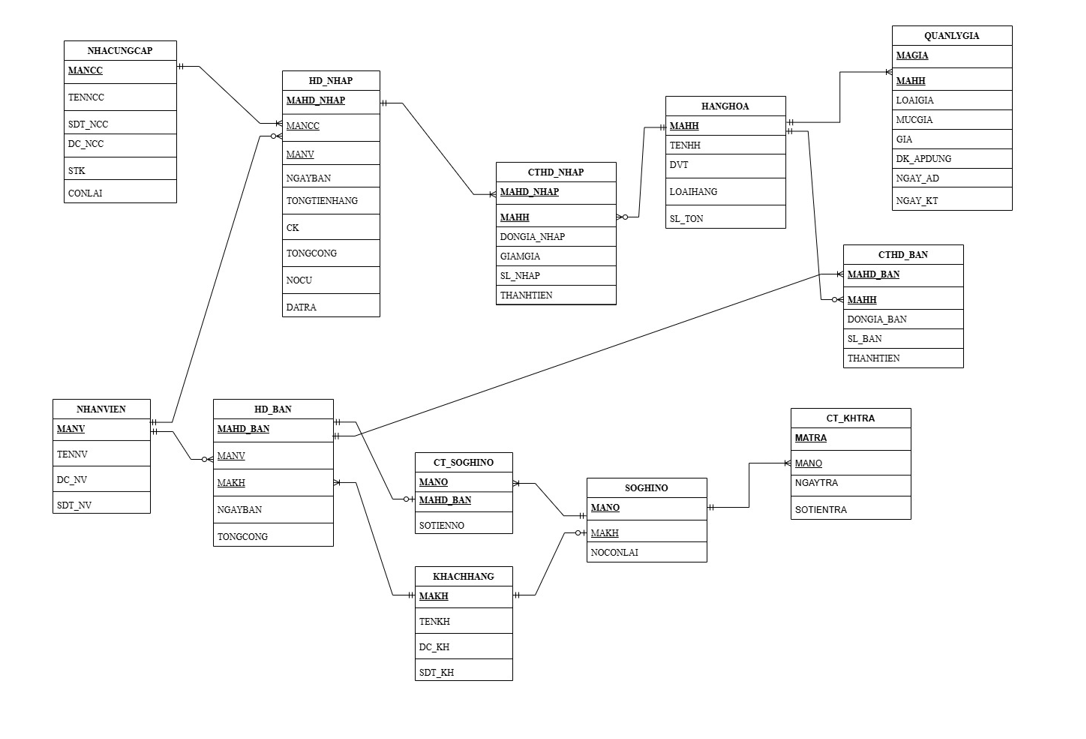 NHACUNGCAP
MANCC
TENNCC
SDT_NCC
DC_NCC
STK
CONLAI
HD_NHAP
MAHD_NHAP
MANCC
MANV
NGAYBAN
TONGTIENHANG
CK
TONGCONG
NOCU
DATRA
CTHD_NHAP
MAHD_NHAP
MAHH
DONGIA_NHAP
GIAMGIA
SL_NHAP
THANHTIEN
HANGHOA
MAHH
TENHH
DVT
LOAIHANG
SL_TON
QUANLYGIA
MAGIA
MAHH
LOAIGIA
MUCGIA
GIA
DK_APDUNG
NGAY_AD
NGAY_KT
CTHD_BAN
MAHD_BAN
MAHH
DONGIA_BAN
SL_BAN
THANHTIEN
NHANVIEN
MANV
TENNV
DC_NV
SDT_NV
HD_BAN
MAHD_BAN
MANV
MAKH
NGAYBAN
TONGCONG
CT_SOGHINO
MANO
MAHD_BAN
SOTIENNO
KHACHHANG
MAKH
TENKH
DC_KH
SDT_KH
SOGHINO
MANO
MAKH
NOCONLAI
CT_KHTRA
MATRA
MANO
NGAYTRA
SOTIENTRA